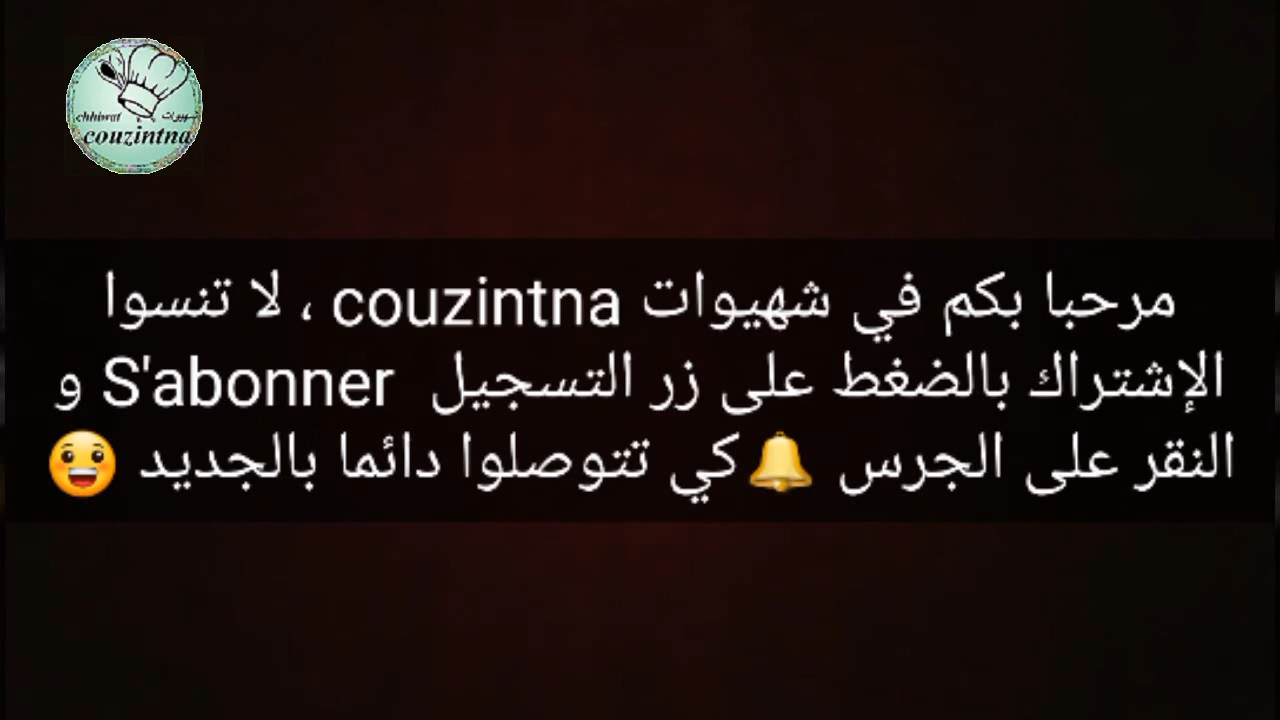 chhiwat شهيوات
couzintna
مرحبا بكم في شهيوات couzintna ، لا تنسوا
الإشتراك بالضغط على زر التسجيل S'abonner و
النقر على الجرس 🔔كي تتوصلوا دائما بالجديد 😀